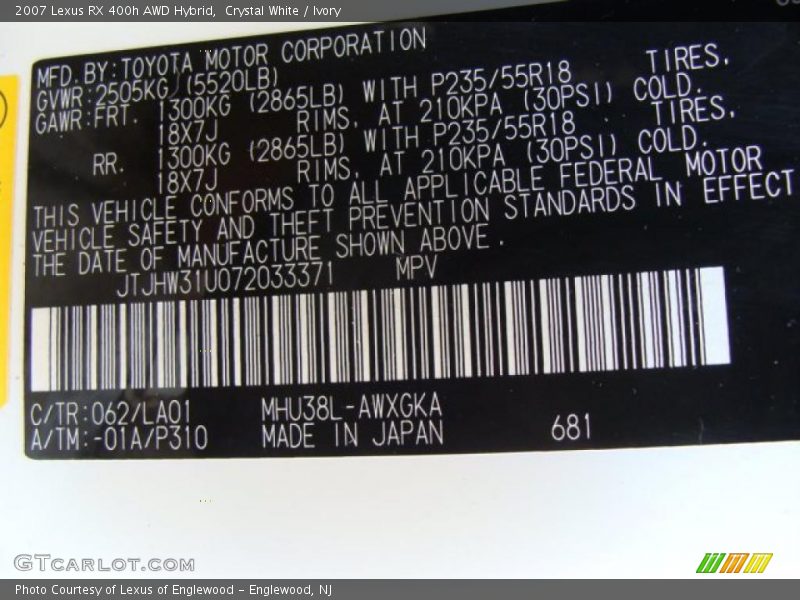 2007 Lexus RX 400h AWD Hybrid,  Crystal White / Ivory
MFD.BY:TOYOTA MOTOR CORPORATION
GVWR:2505KG (5520LB)
GAWR:FRT. 1300KG (2865LB) WITH P235/55R18 TIRES,
18X7J RIMS, AT 210KPA (30PSI) COLD.
RR. 1300KG (2865LB) WITH P235/55R18 TIRES,
18X7J RIMS, AT 210KPA (30PSI) COLD.
THIS VEHICLE CONFORMS TO ALL APPLICABLE FEDERAL MOTOR
VEHICLE SAFETY AND THEFT PREVENTION STANDARDS IN EFFECT
THE DATE OF MANUFACTURE SHOWN ABOVE.
JTJHW31U072033371 MPV
C/TR:062/LA01 MHU38L-AWXGKA
A/TM:-01A/P310 MADE IN JAPAN 681
GTCARLOT.COM
Photo Courtesy of Lexus of Englewood – Englewood, NJ